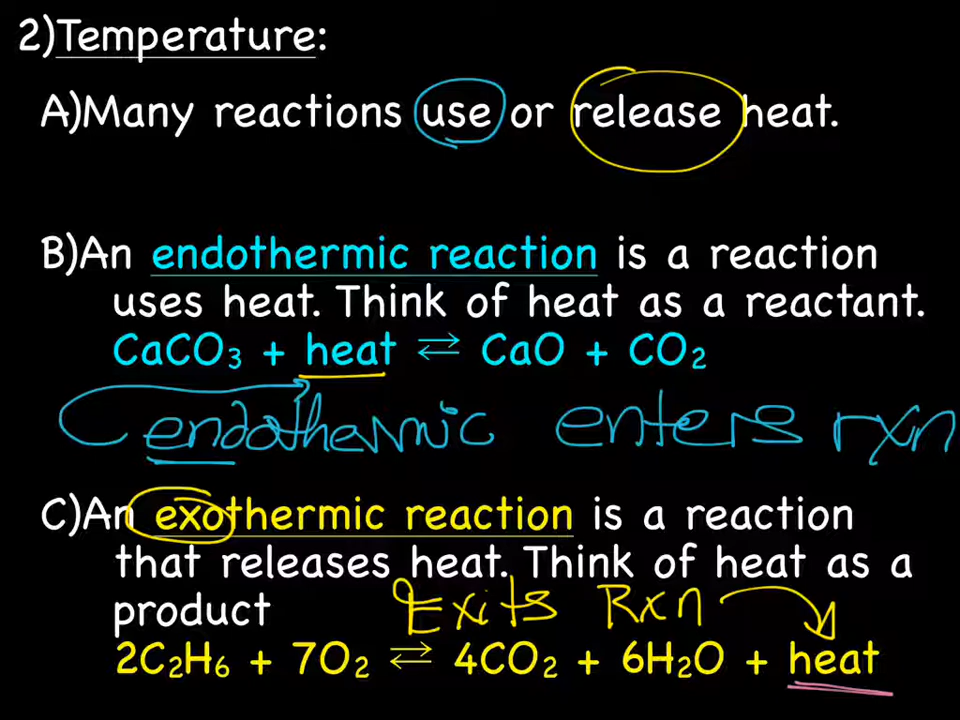 2)Temperature:
A)Many reactions use or release heat.
B)An endothermic reaction is a reaction
uses heat. Think of heat as a reactant.
CaCO₃ + heat ⇄ CaO + CO₂
endothermic enters rxn
C)An exothermic reaction is a reaction
that releases heat. Think of heat as a
product Exits Rxn
2C₂H₆ + 7O₂ ⇄ 4CO₂ + 6H₂O + heat